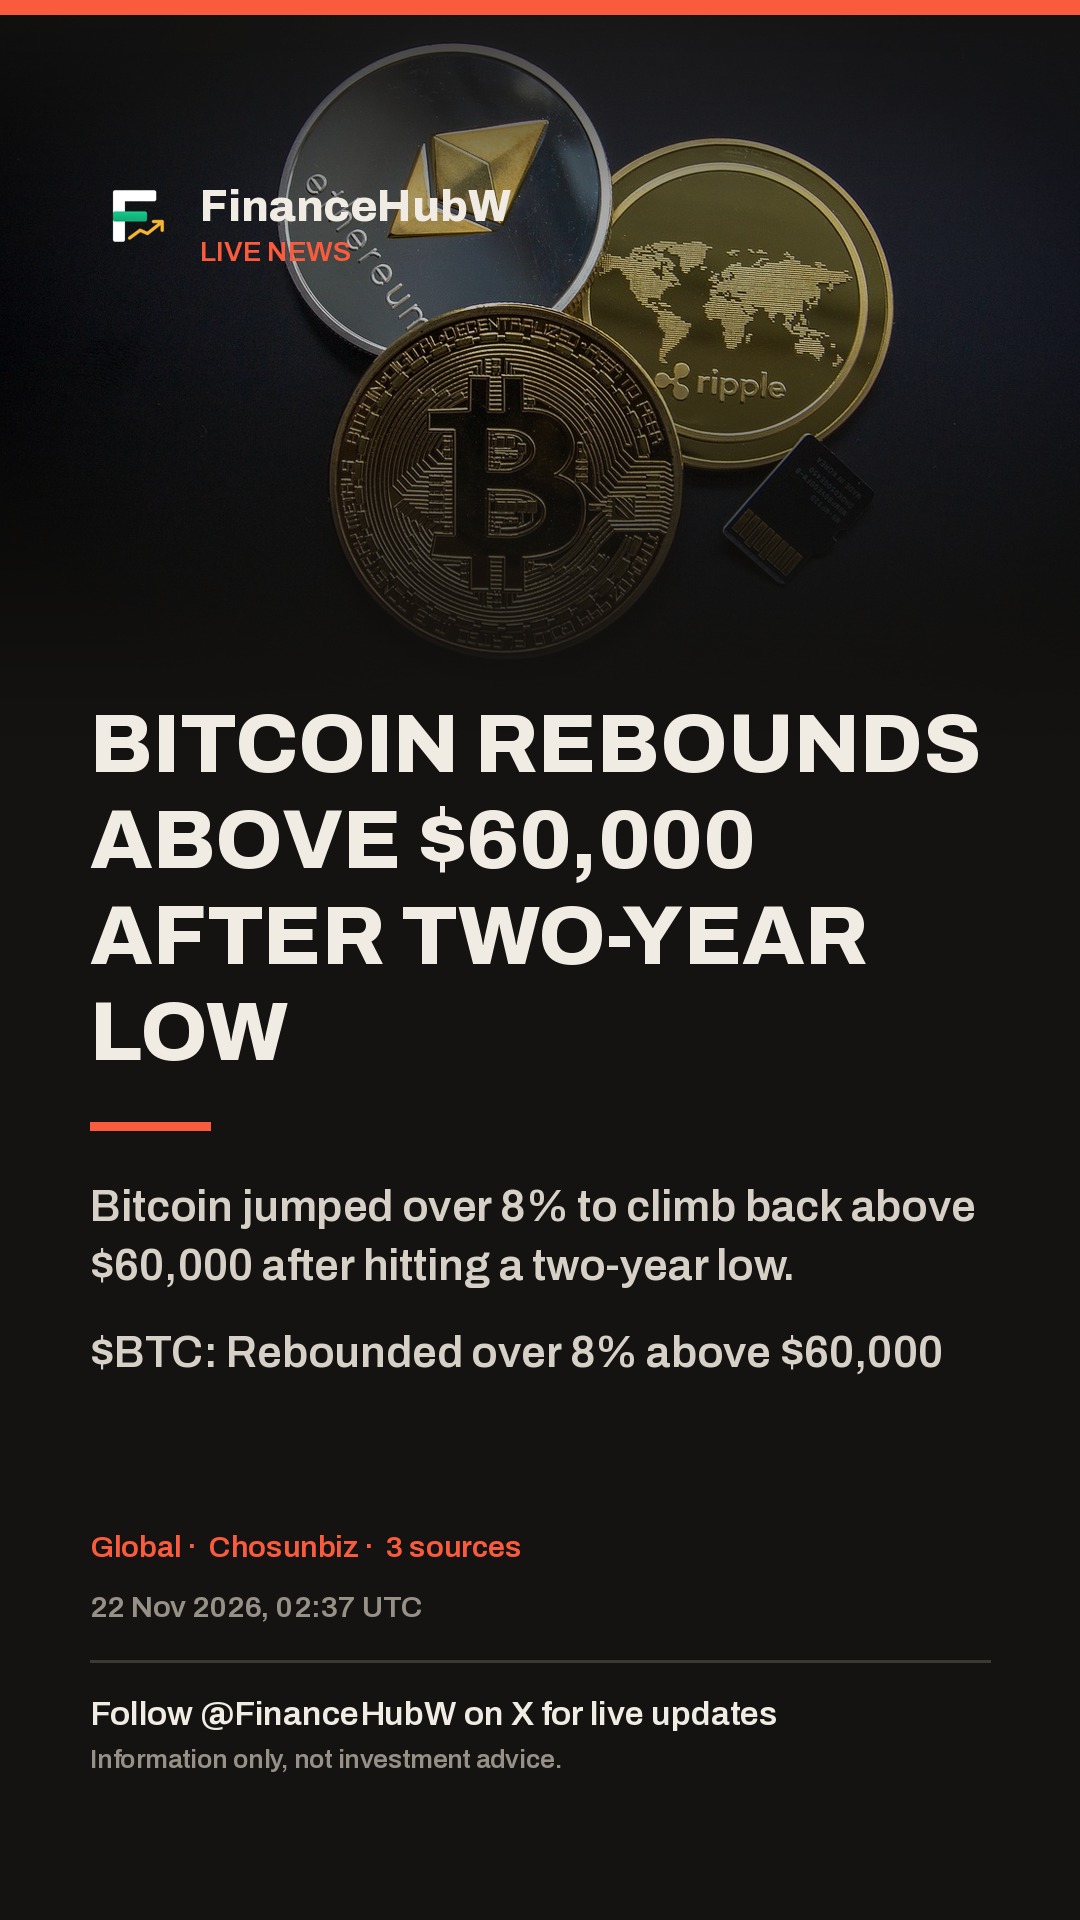 FinanceHubW
LIVE NEWS
ethereum
ripple
BITCOIN REBOUNDS
ABOVE $60,000
AFTER TWO-YEAR
LOW
Bitcoin jumped over 8% to climb back above
$60,000 after hitting a two-year low.
$BTC: Rebounded over 8% above $60,000
Global · Chosunbiz · 3 sources
22 Nov 2026, 02:37 UTC
Follow @FinanceHubW on X for live updates
Information only, not investment advice.